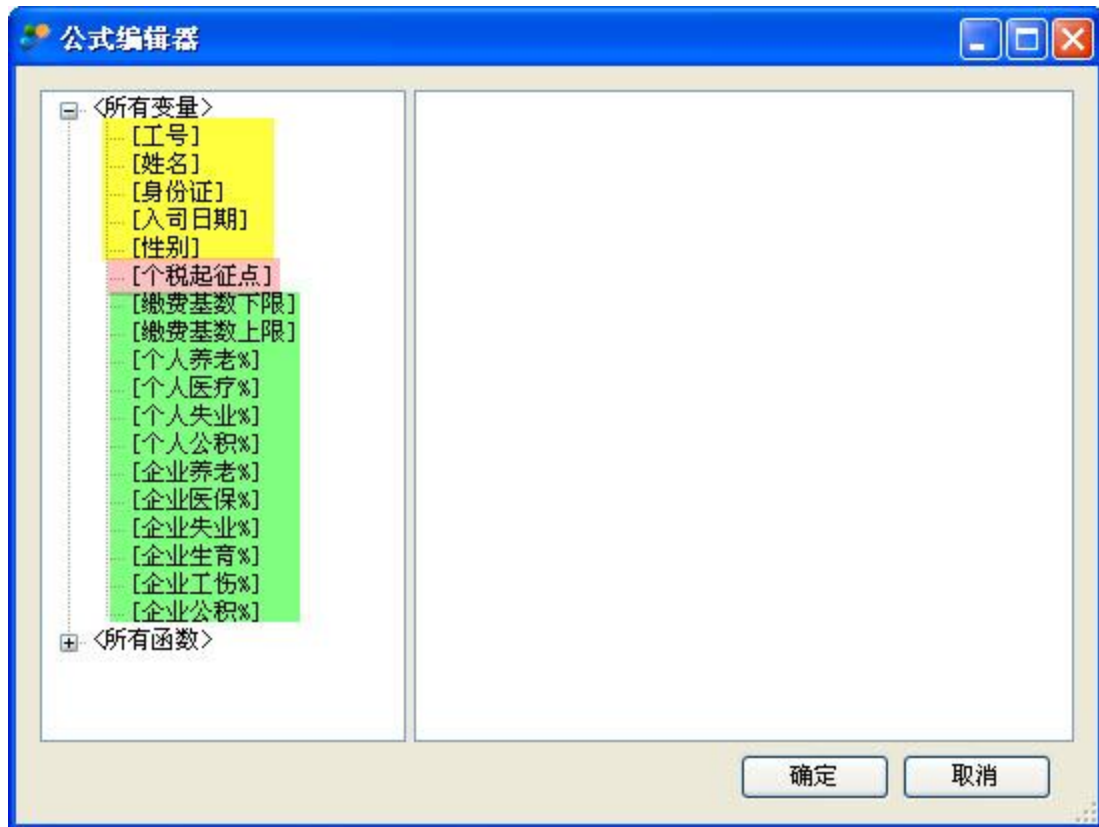 公式编辑器
<所有变量>
[工号]
[姓名]
[身份证]
[入司日期]
[性别]
[个税起征点]
[缴费基数下限]
[缴费基数上限]
[个人养老%]
[个人医疗%]
[个人失业%]
[个人公积%]
[企业养老%]
[企业医保%]
[企业失业%]
[企业生育%]
[企业工伤%]
[企业公积%]
<所有函数>
确定 取消